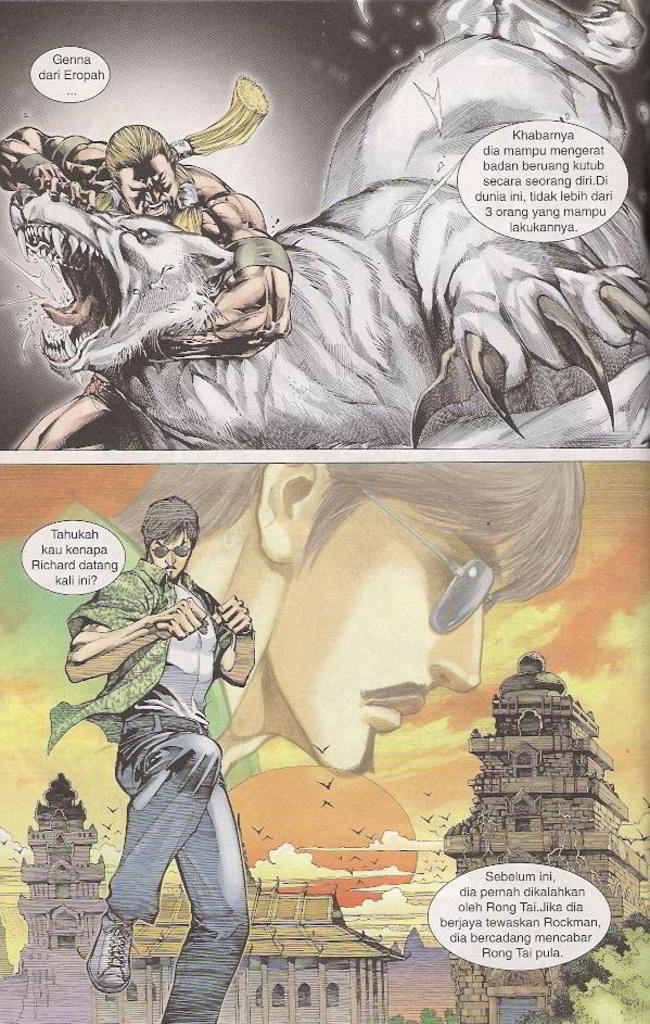 Genna
dari Eropah
...
Khabarnya
dia mampu mengerat
badan beruang kutub
secara seorang diri.Di
dunia ini, tidak lebih dari
3 orang yang mampu
lakukannya.
Tahukah
kau kenapa
Richard datang
kali ini?
Sebelum ini,
dia pernah dikalahkan
oleh Rong Tai.Jika dia
berjaya tewaskan Rockman,
dia bercadang mencabar
Rong Tai pula.